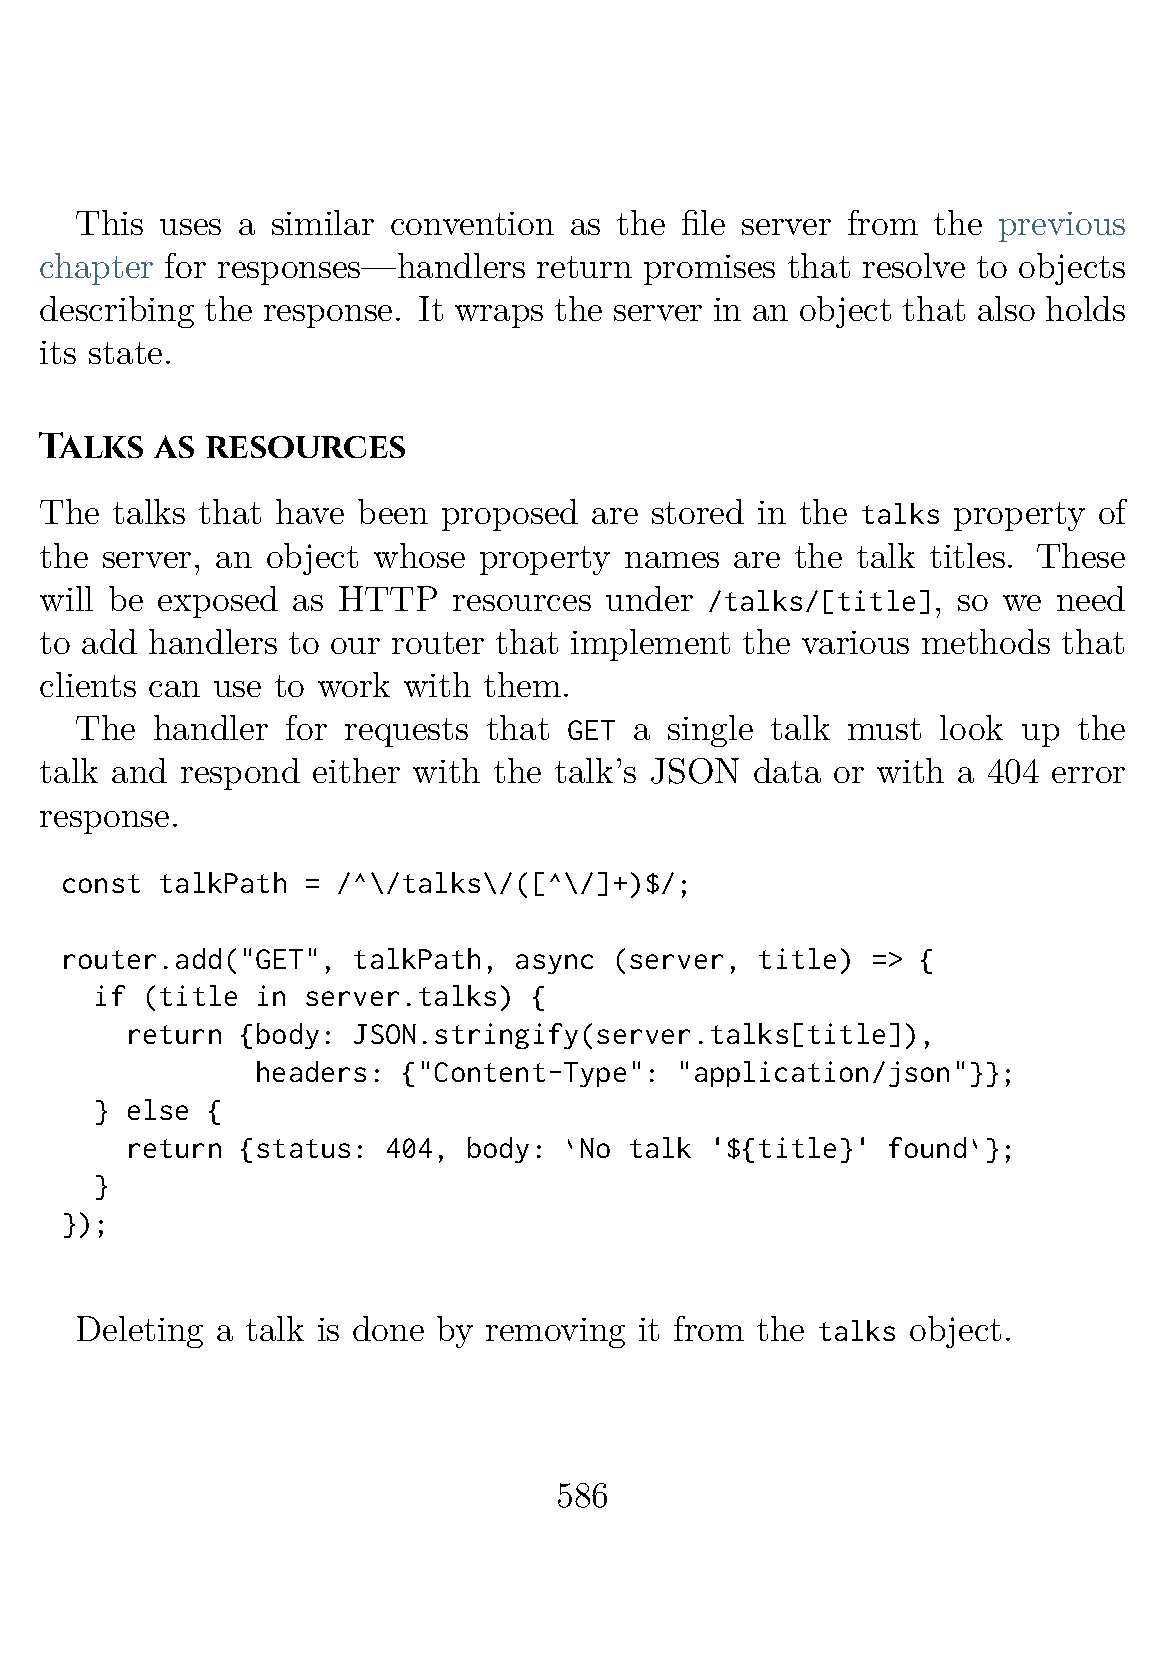 This uses a similar convention as the file server from the previous
chapter for responses—handlers return promises that resolve to objects
describing the response. It wraps the server in an object that also holds
its state.
Talks as resources
The talks that have been proposed are stored in the talks property of
the server, an object whose property names are the talk titles. These
will be exposed as HTTP resources under /talks/[title], so we need
to add handlers to our router that implement the various methods that
clients can use to work with them.
The handler for requests that GET a single talk must look up the
talk and respond either with the talk's JSON data or with a 404 error
response.
const talkPath = /^\/talks\/([^\/]+)$/;
router.add("GET", talkPath, async (server, title) => {
  if (title in server.talks) {
    return {body: JSON.stringify(server.talks[title]),
            headers: {"Content-Type": "application/json"}};
  } else {
    return {status: 404, body: `No talk '${title}' found`};
  }
});
Deleting a talk is done by removing it from the talks object.
586